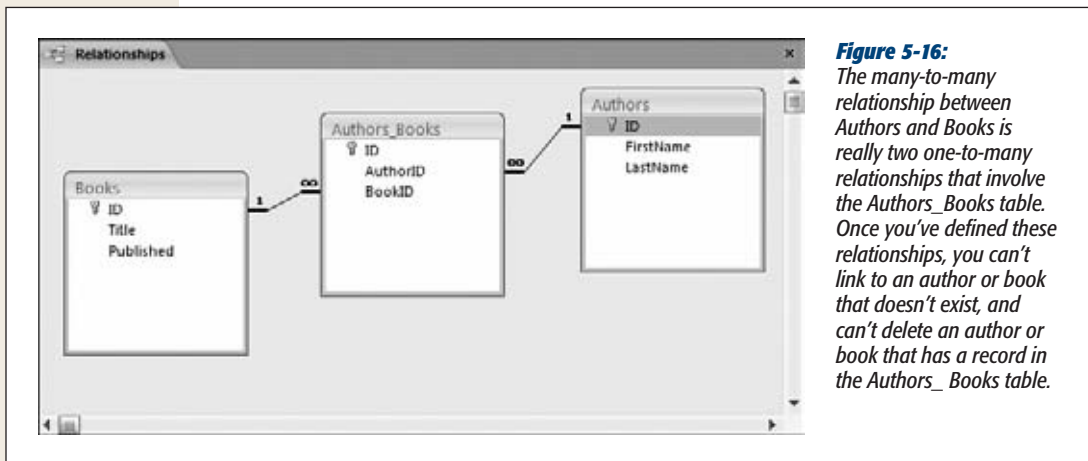 Relationships
Books
ID
Title
Published
1
∞
Authors_Books
ID
AuthorID
BookID
∞
1
Authors
ID
FirstName
LastName
Figure 5-16:
The many-to-many
relationship between
Authors and Books is
really two one-to-many
relationships that involve
the Authors_Books table.
Once you’ve defined these
relationships, you can’t
link to an author or book
that doesn’t exist, and
can’t delete an author or
book that has a record in
the Authors_ Books table.